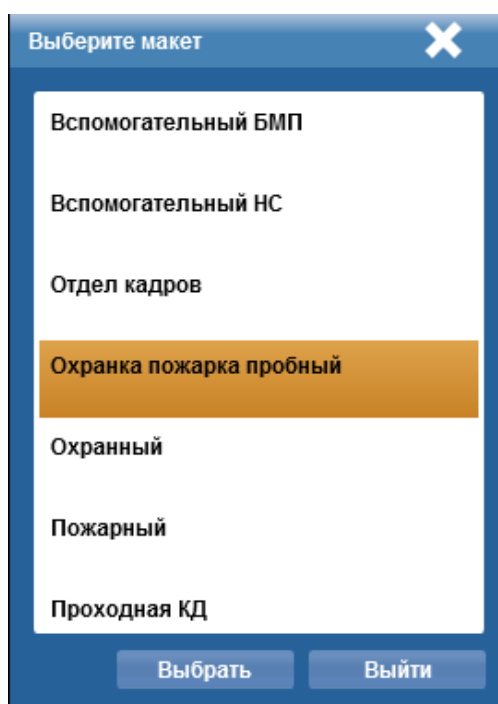 Выберите макет
Вспомогательный БМП
Вспомогательный НС
Отдел кадров
Охранка пожарка пробный
Охранный
Пожарный
Проходная КД
Выбрать
Выйти